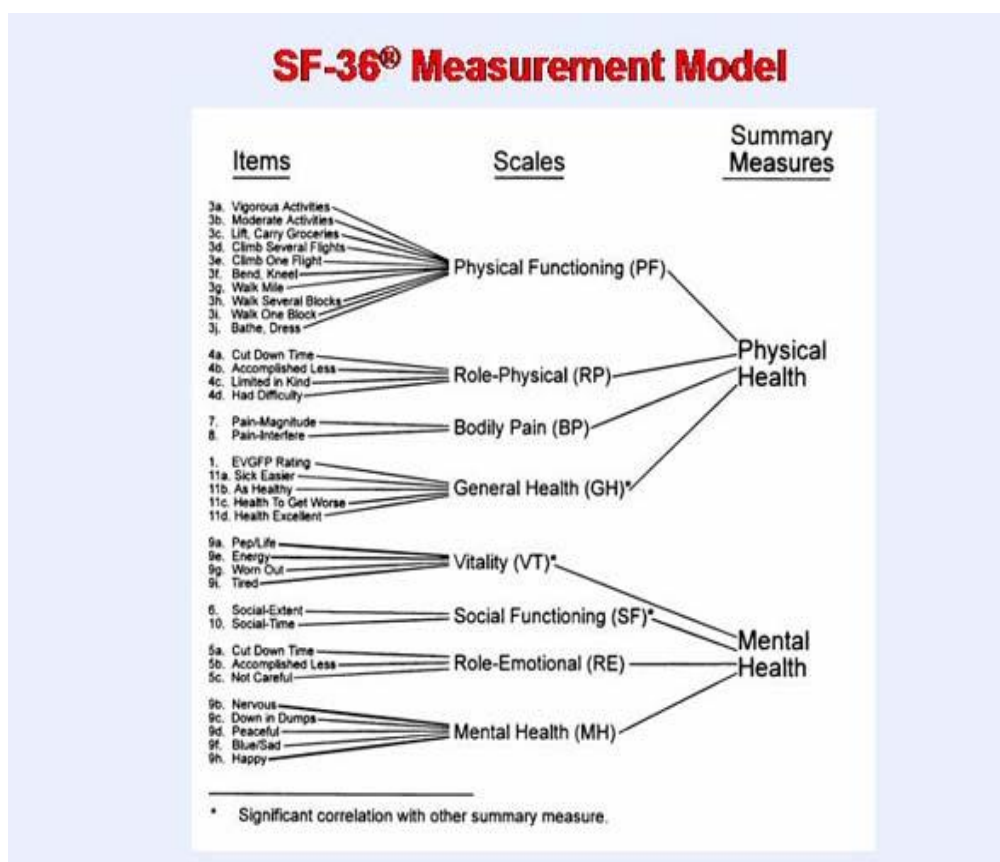 SF-36® Measurement Model
Items
Scales
Summary
Measures
3a. Vigorous Activities
3b. Moderate Activities
3c. Lift, Carry Groceries
3d. Climb Several Flights
3e. Climb One Flight
3f. Bend, Kneel
3g. Walk Mile
3h. Walk Several Blocks
3i. Walk One Block
3j. Bathe, Dress
Physical Functioning (PF)
4a. Cut Down Time
4b. Accomplished Less
4c. Limited in Kind
4d. Had Difficulty
Role-Physical (RP)
7. Pain-Magnitude
8. Pain-Interfere
Bodily Pain (BP)
1. EVGFP Rating
11a. Sick Easier
11b. As Healthy
11c. Health To Get Worse
11d. Health Excellent
General Health (GH)*
Physical
Health
9a. Pep/Life
9e. Energy
9g. Worn Out
9i. Tired
Vitality (VT)*
6. Social-Extent
10. Social-Time
Social Functioning (SF)*
5a. Cut Down Time
5b. Accomplished Less
5c. Not Careful
Role-Emotional (RE)
9b. Nervous
9c. Down in Dumps
9d. Peaceful
9f. Blue/Sad
9h. Happy
Mental Health (MH)
Mental
Health
* Significant correlation with other summary measure.